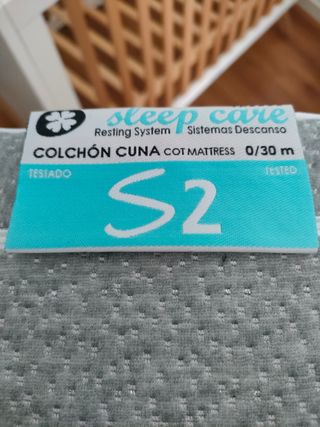 sleep care
Resting System Sistemas Descanso
COLCHÓN CUNA COT MATTRESS 0/30 m
TESTADO TESTED
S2